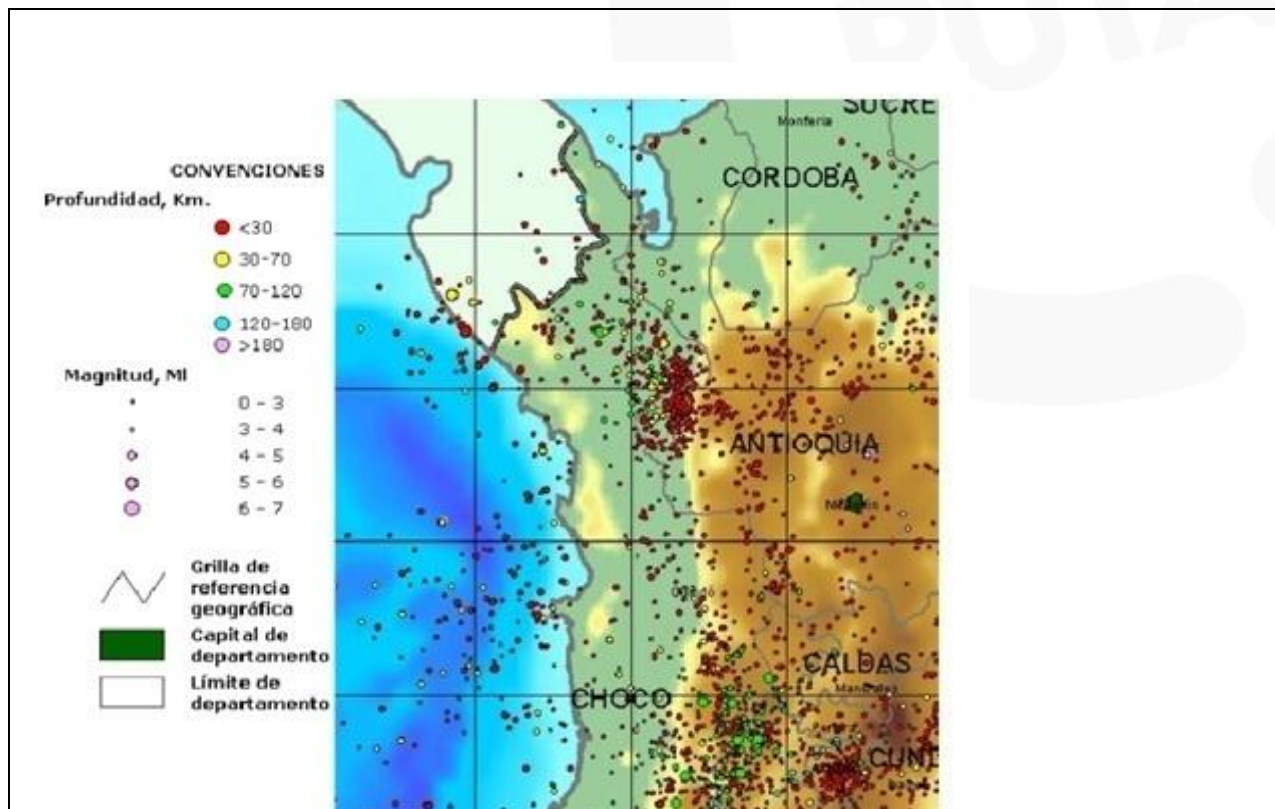 CONVENCIONES
Profundidad, Km.
<30
30-70
70-120
120-180
>180
Magnitud, Ml
0 - 3
3 - 4
4 - 5
5 - 6
6 - 7
Grilla de
referencia
geográfica
Capital de
departamento
Límite de
departamento
SUCRE
Montería
CORDOBA
ANTIOQUIA
CALDAS
Manizales
CHOCO
CUND